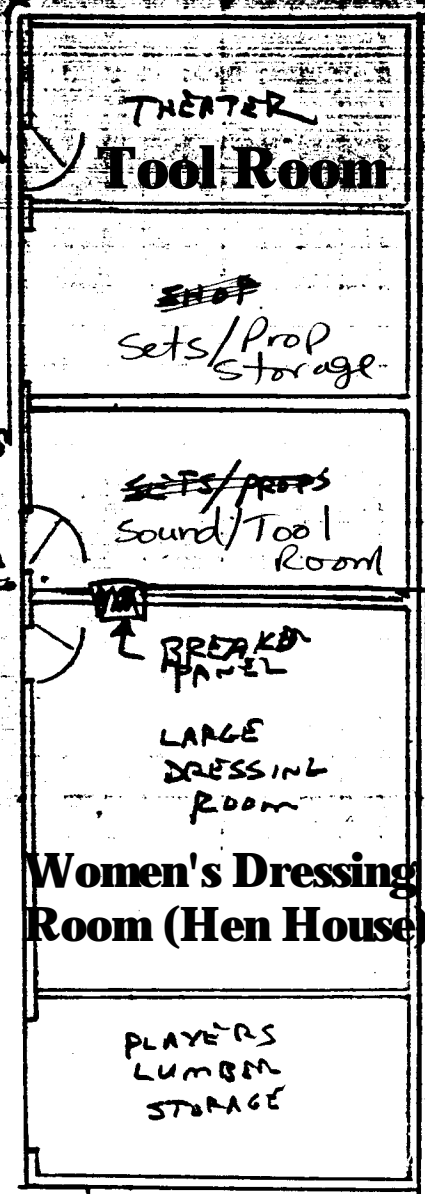 THEATER
Tool Room
SHOP
Sets/Prop
Storage
SETS/PROPS
Sound/Tool
Room
BREAKER
PANEL
LARGE
DRESSING
ROOM
Women's Dressing
Room (Hen House)
PLAYERS
LUMBER
STORAGE